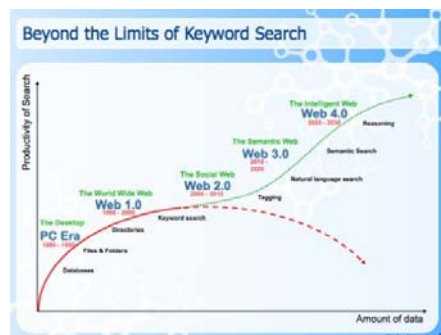 Beyond the Limits of Keyword Search
Productivity of Search
The Intelligent Web
Web 4.0
2020 - 2030
Reasoning
The Semantic Web
Web 3.0
2010 -
2020
Semantic Search
Natural language search
The Social Web
Web 2.0
2000 - 2010
Tagging
The World Wide Web
Web 1.0
1990 - 2000
Keyword search
Directories
The Desktop
PC Era
1980 - 1990
Files & Folders
Databases
Amount of data